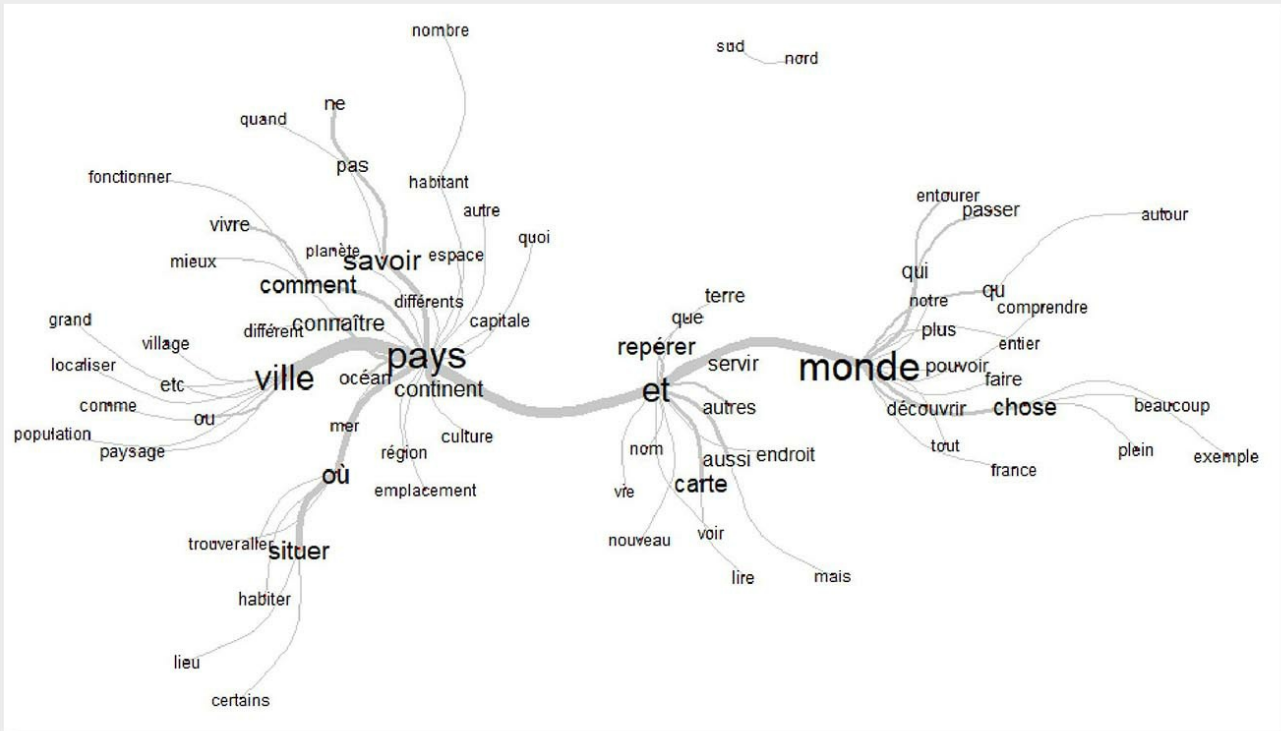 nombre
sud
nord
ne
quand
pas
fonctionner
habitant
entourer
passer
autour
autre
vivre
quoi
planète
espace
mieux
savoir
qui
comment
qu
différents
terre
notre
comprendre
grand
connaître
capitale
que
différent
plus
village
entier
repérer
pays
servir
monde
localiser
pouvoir
ville
océan
faire
etc
continent
et
comme
autres
découvrir
chose
beaucoup
ou
mer
population
culture
paysage
région
nom
aussi
endroit
tout
plein
exemple
où
france
emplacement
vie
carte
trouver
aller
situer
nouveau
voir
lire
mais
habiter
lieu
certains